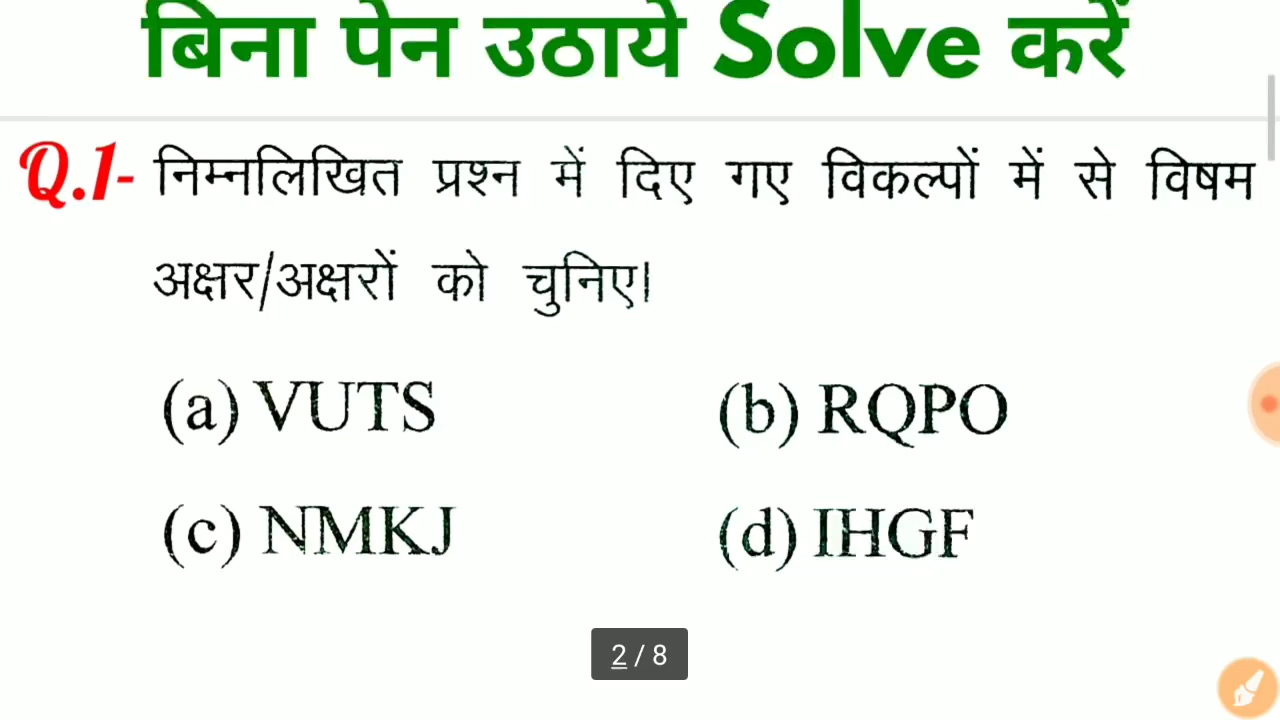 बिना पेन उठाये Solve करें
Q.1- निम्नलिखित प्रश्न में दिए गए विकल्पों में से विषम
अक्षर/अक्षरों को चुनिए।
(a) VUTS (b) RQPO
(c) NMKJ (d) IHGF
2 / 8